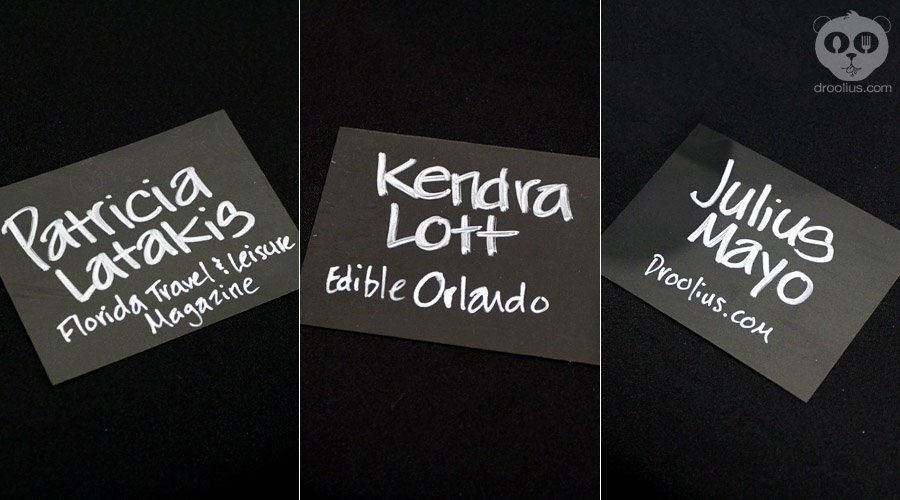 Patricia
Latakis
Florida Travel & Leisure
Magazine
Kendra
Lott
Edible Orlando
Julius
Mayo
Droolius.com
droolius.com